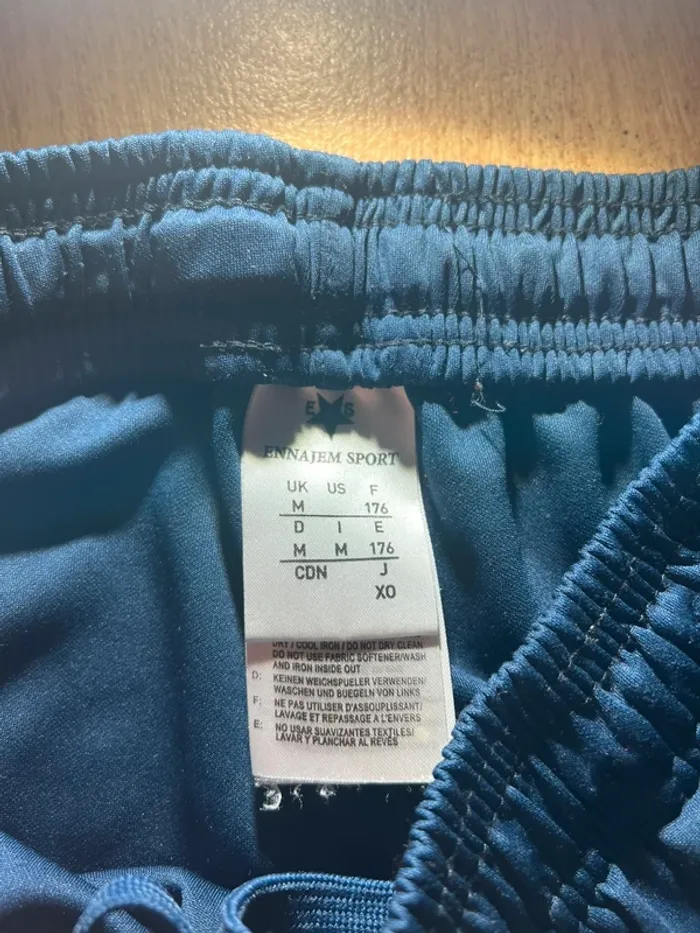 E S
ENNAJEM SPORT
UK US F
M 176
D I E
M M 176
CDN J
XO
DRY / COOL IRON / DO NOT DRY CLEAN
DO NOT USE FABRIC SOFTENER/WASH
AND IRON INSIDE OUT
D: KEINEN WEICHSPUELER VERWENDEN/
WASCHEN UND BUEGELN VON LINKS
F: NE PAS UTILISER D'ASSOUPLISSANT/
LAVAGE ET REPASSAGE A L'ENVERS
E: NO USAR SUAVIZANTES TEXTILES/
LAVAR Y PLANCHAR AL REVÉS